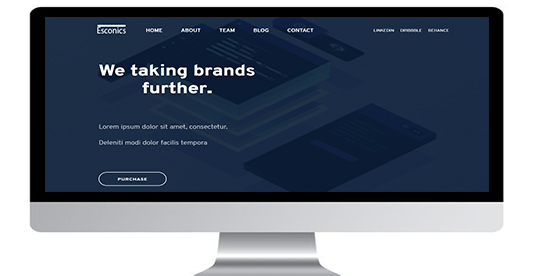 Esconics HOME ABOUT TEAM BLOG CONTACT LINKEDIN DRIBBBLE BEHANCE
We taking brands
further.
Lorem ipsum dolor sit amet, consectetur,
Deleniti modi dolor facilis tempora
PURCHASE